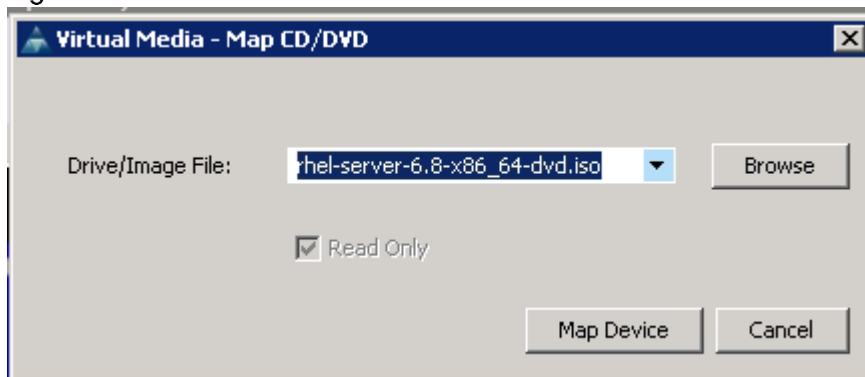 Virtual Media - Map CD/DVD
Drive/Image File: rhel-server-6.8-x86_64-dvd.iso Browse
Read Only
Map Device Cancel